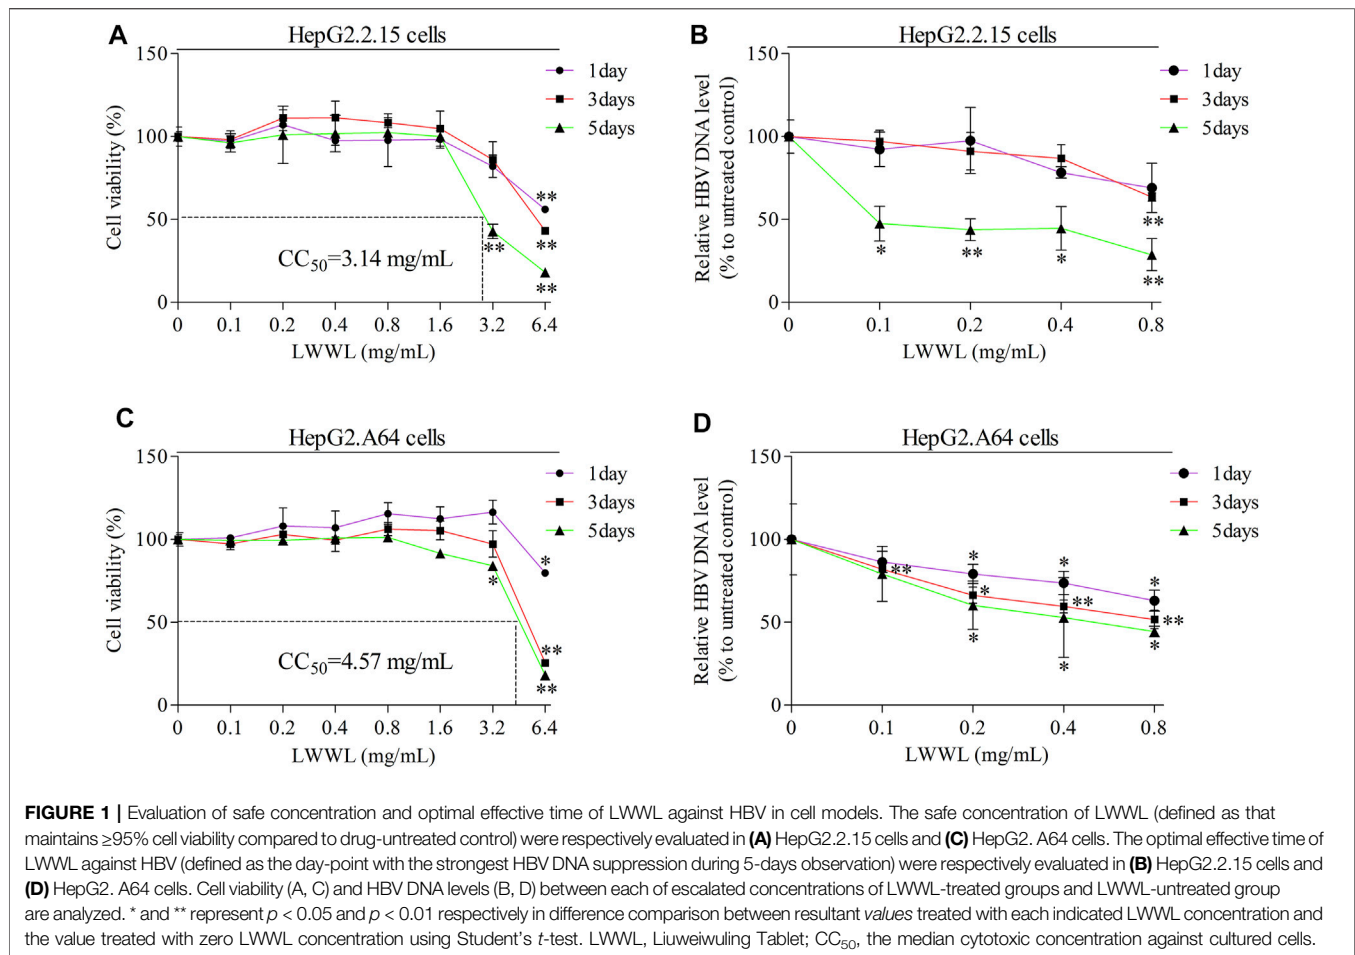 A
HepG2.2.15 cells
150
100
50
0
Cell viability (%)
1day
3days
5days
**
**
**
**
CC50=3.14 mg/mL
0 0.1 0.2 0.4 0.8 1.6 3.2 6.4
LWWL (mg/mL)
B
HepG2.2.15 cells
150
100
50
0
Relative HBV DNA level
(% to untreated control)
1day
3days
5days
*
**
*
**
**
0 0.1 0.2 0.4 0.8
LWWL (mg/mL)
C
HepG2.A64 cells
150
100
50
0
Cell viability (%)
1day
3days
5days
*
*
**
**
CC50=4.57 mg/mL
0 0.1 0.2 0.4 0.8 1.6 3.2 6.4
LWWL (mg/mL)
D
HepG2.A64 cells
150
100
50
0
Relative HBV DNA level
(% to untreated control)
1day
3days
5days
**
*
*
*
*
**
*
*
**
*
0 0.1 0.2 0.4 0.8
LWWL (mg/mL)
FIGURE 1 | Evaluation of safe concentration and optimal effective time of LWWL against HBV in cell models. The safe concentration of LWWL (defined as that
maintains ≥95% cell viability compared to drug-untreated control) were respectively evaluated in (A) HepG2.2.15 cells and (C) HepG2. A64 cells. The optimal effective time of
LWWL against HBV (defined as the day-point with the strongest HBV DNA suppression during 5-days observation) were respectively evaluated in (B) HepG2.2.15 cells and
(D) HepG2. A64 cells. Cell viability (A, C) and HBV DNA levels (B, D) between each of escalated concentrations of LWWL-treated groups and LWWL-untreated group
are analyzed. * and ** represent p < 0.05 and p < 0.01 respectively in difference comparison between resultant values treated with each indicated LWWL concentration and
the value treated with zero LWWL concentration using Student's t-test. LWWL, Liuweiwuling Tablet; CC50, the median cytotoxic concentration against cultured cells.